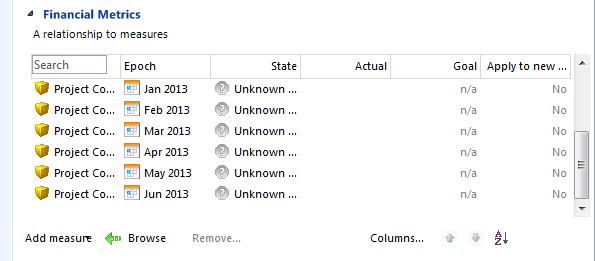 Financial Metrics
A relationship to measures
Search Epoch State Actual Goal Apply to new ...
Project Co... Jan 2013 Unknown ... n/a No
Project Co... Feb 2013 Unknown ... n/a No
Project Co... Mar 2013 Unknown ... n/a No
Project Co... Apr 2013 Unknown ... n/a No
Project Co... May 2013 Unknown ... n/a No
Project Co... Jun 2013 Unknown ... n/a No
Add measure Browse Remove... Columns... A Z